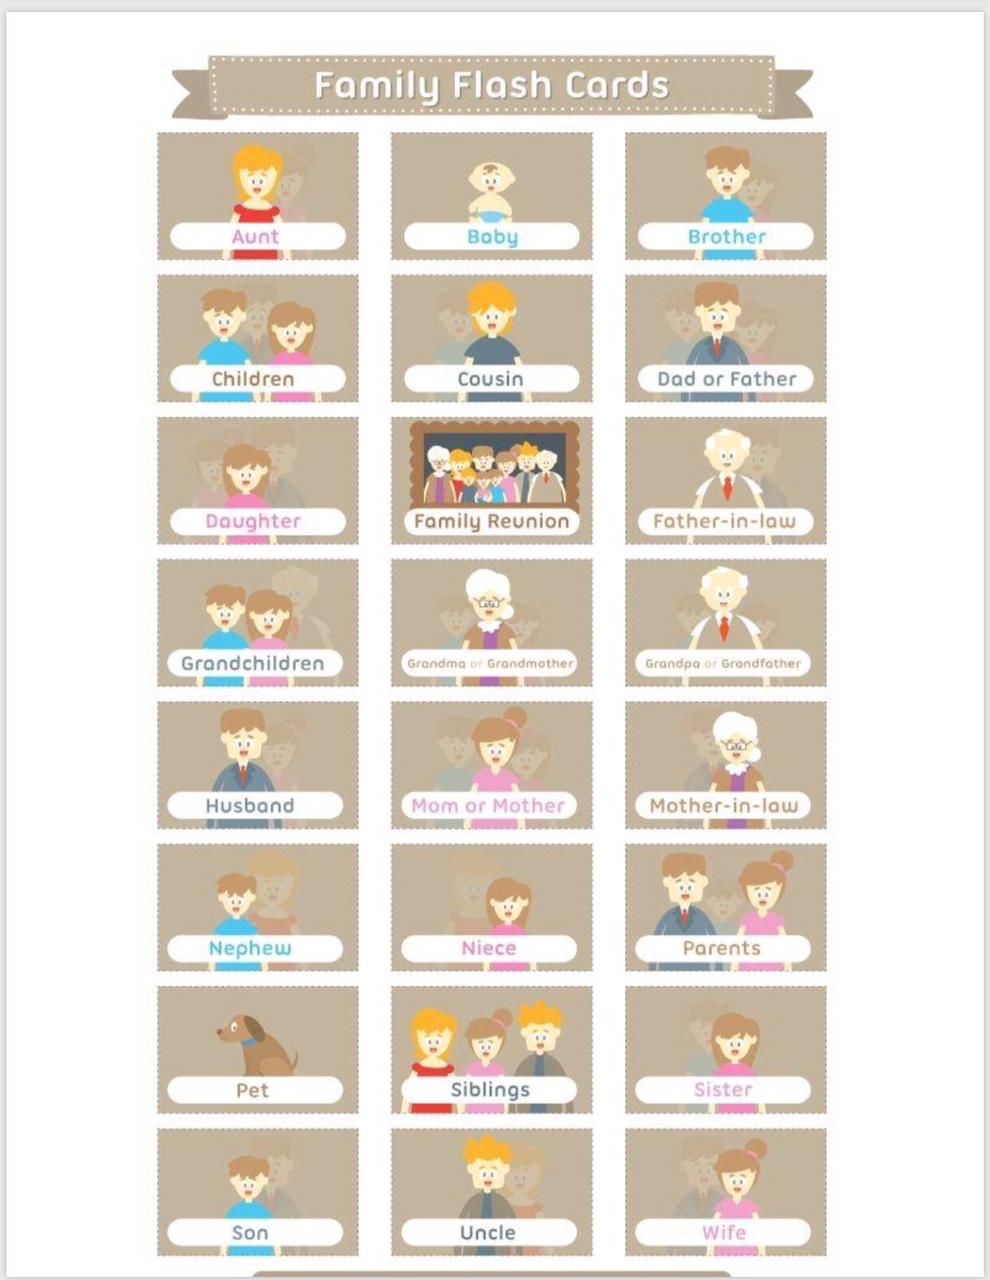 Family Flash Cards
Aunt
Baby
Brother
Children
Cousin
Dad or Father
Daughter
Family Reunion
Father-in-law
Grandchildren
Grandma or Grandmother
Grandpa or Grandfather
Husband
Mom or Mother
Mother-in-law
Nephew
Niece
Parents
Pet
Siblings
Sister
Son
Uncle
Wife